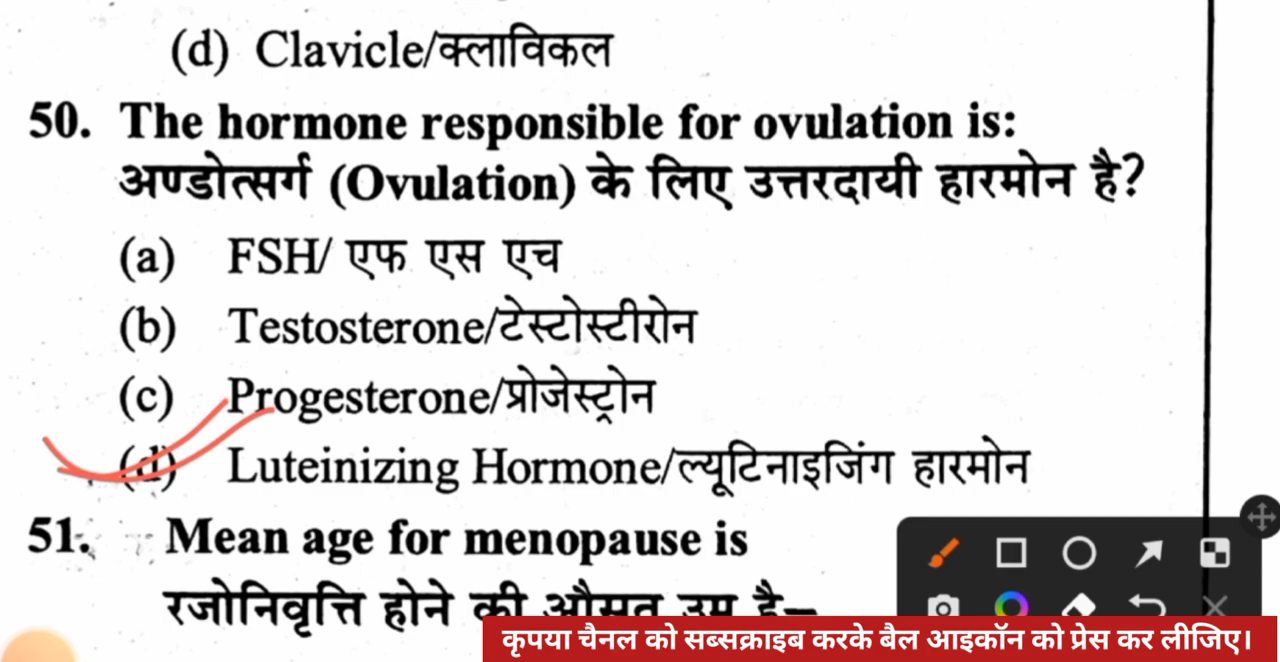 (d) Clavicle/क्लाविकल
50. The hormone responsible for ovulation is:
अण्डोत्सर्ग (Ovulation) के लिए उत्तरदायी हारमोन है?
(a) FSH/ एफ एस एच
(b) Testosterone/टेस्टोस्टीरोन
(c) Progesterone/प्रोजेस्ट्रोन
(d) Luteinizing Hormone/ल्यूटिनाइजिंग हारमोन
51. Mean age for menopause is
रजोनिवृत्ति होने की औसत उम्र है–
कृपया चैनल को सब्सक्राइब करके बैल आइकॉन को प्रेस कर लीजिए।